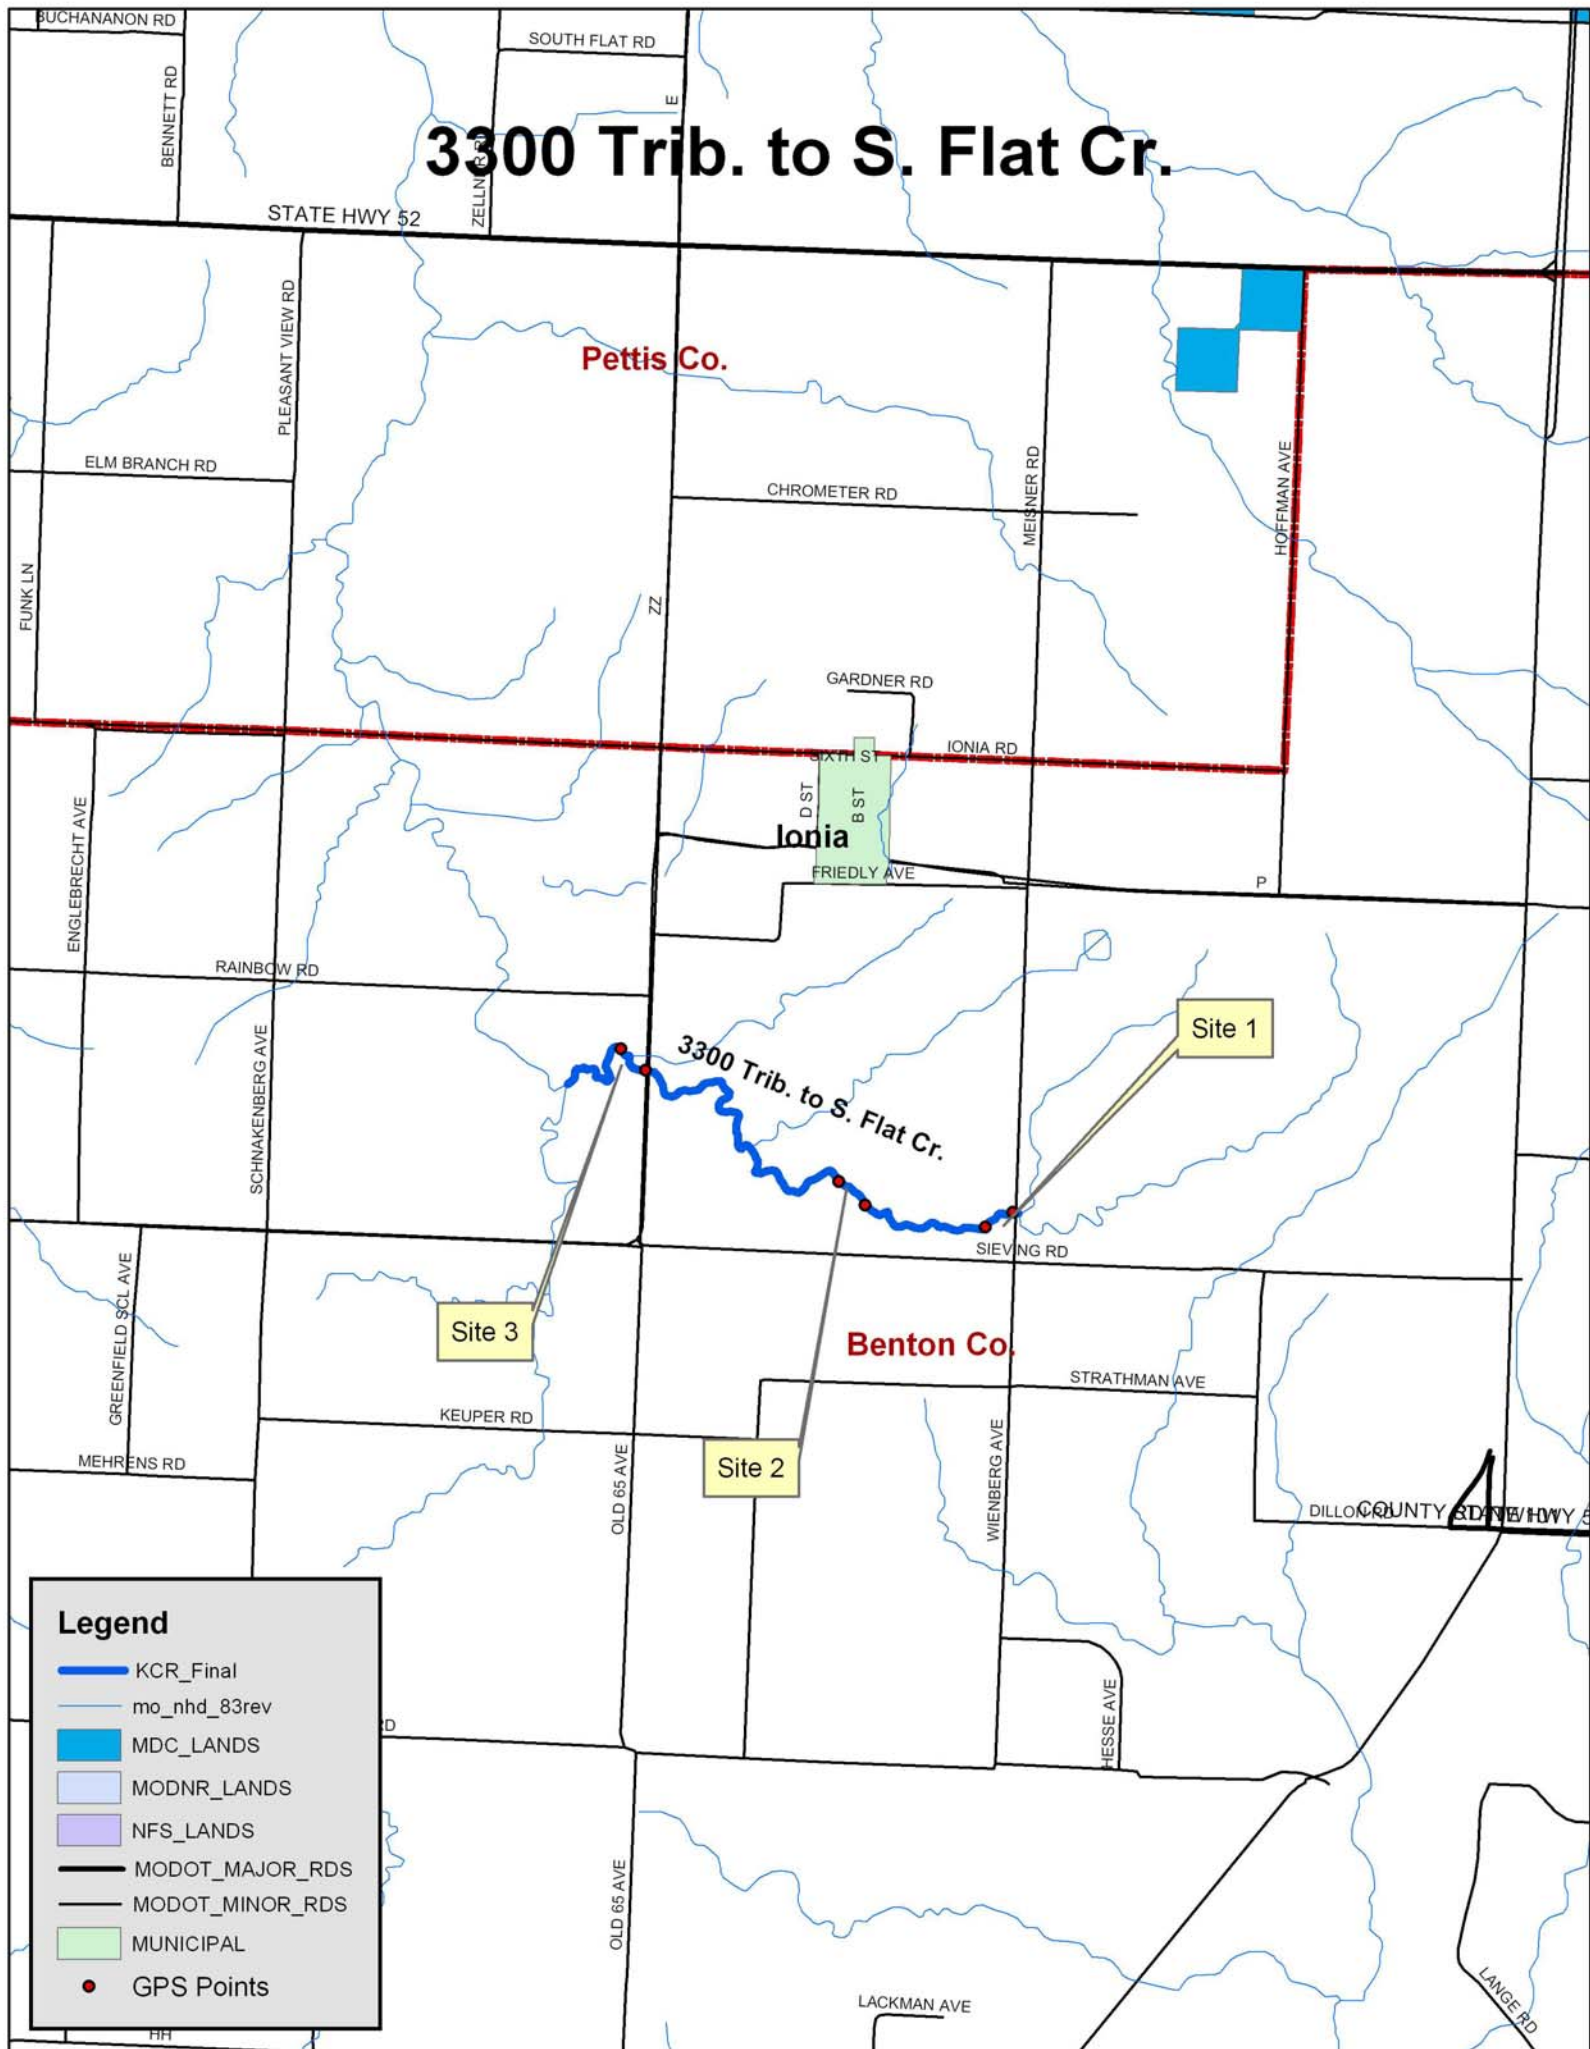 BUCHANANON RD
SOUTH FLAT RD
BENNETT RD
E
3300 Trib. to S. Flat Cr.
STATE HWY 52
PLEASANT VIEW RD
Pettis Co.
ELM BRANCH RD
CHROMETER RD
MEISNER RD
HOFFMAN AVE
FUNK LN
ZZ
GARDNER RD
IONIA RD
SIXTH ST
D ST
B ST
Ionia
FRIEDLY AVE
P
ENGLEBRECHT AVE
RAINBOW RD
Site 1
3300 Trib. to S. Flat Cr.
SCHNAKENBERG AVE
SIEVING RD
GREENFIELD SCL AVE
Site 3
Benton Co.
STRATHMAN AVE
KEUPER RD
MEHRENS RD
Site 2
OLD 65 AVE
WIENBERG AVE
DILLON RD
COUNTY
HWY 5
HESSE AVE
RD
Legend
KCR_Final
mo_nhd_83rev
MDC_LANDS
MODNR_LANDS
NFS_LANDS
MODOT_MAJOR_RDS
MODOT_MINOR_RDS
MUNICIPAL
GPS Points
OLD 65 AVE
LACKMAN AVE
LANGE RD
HH